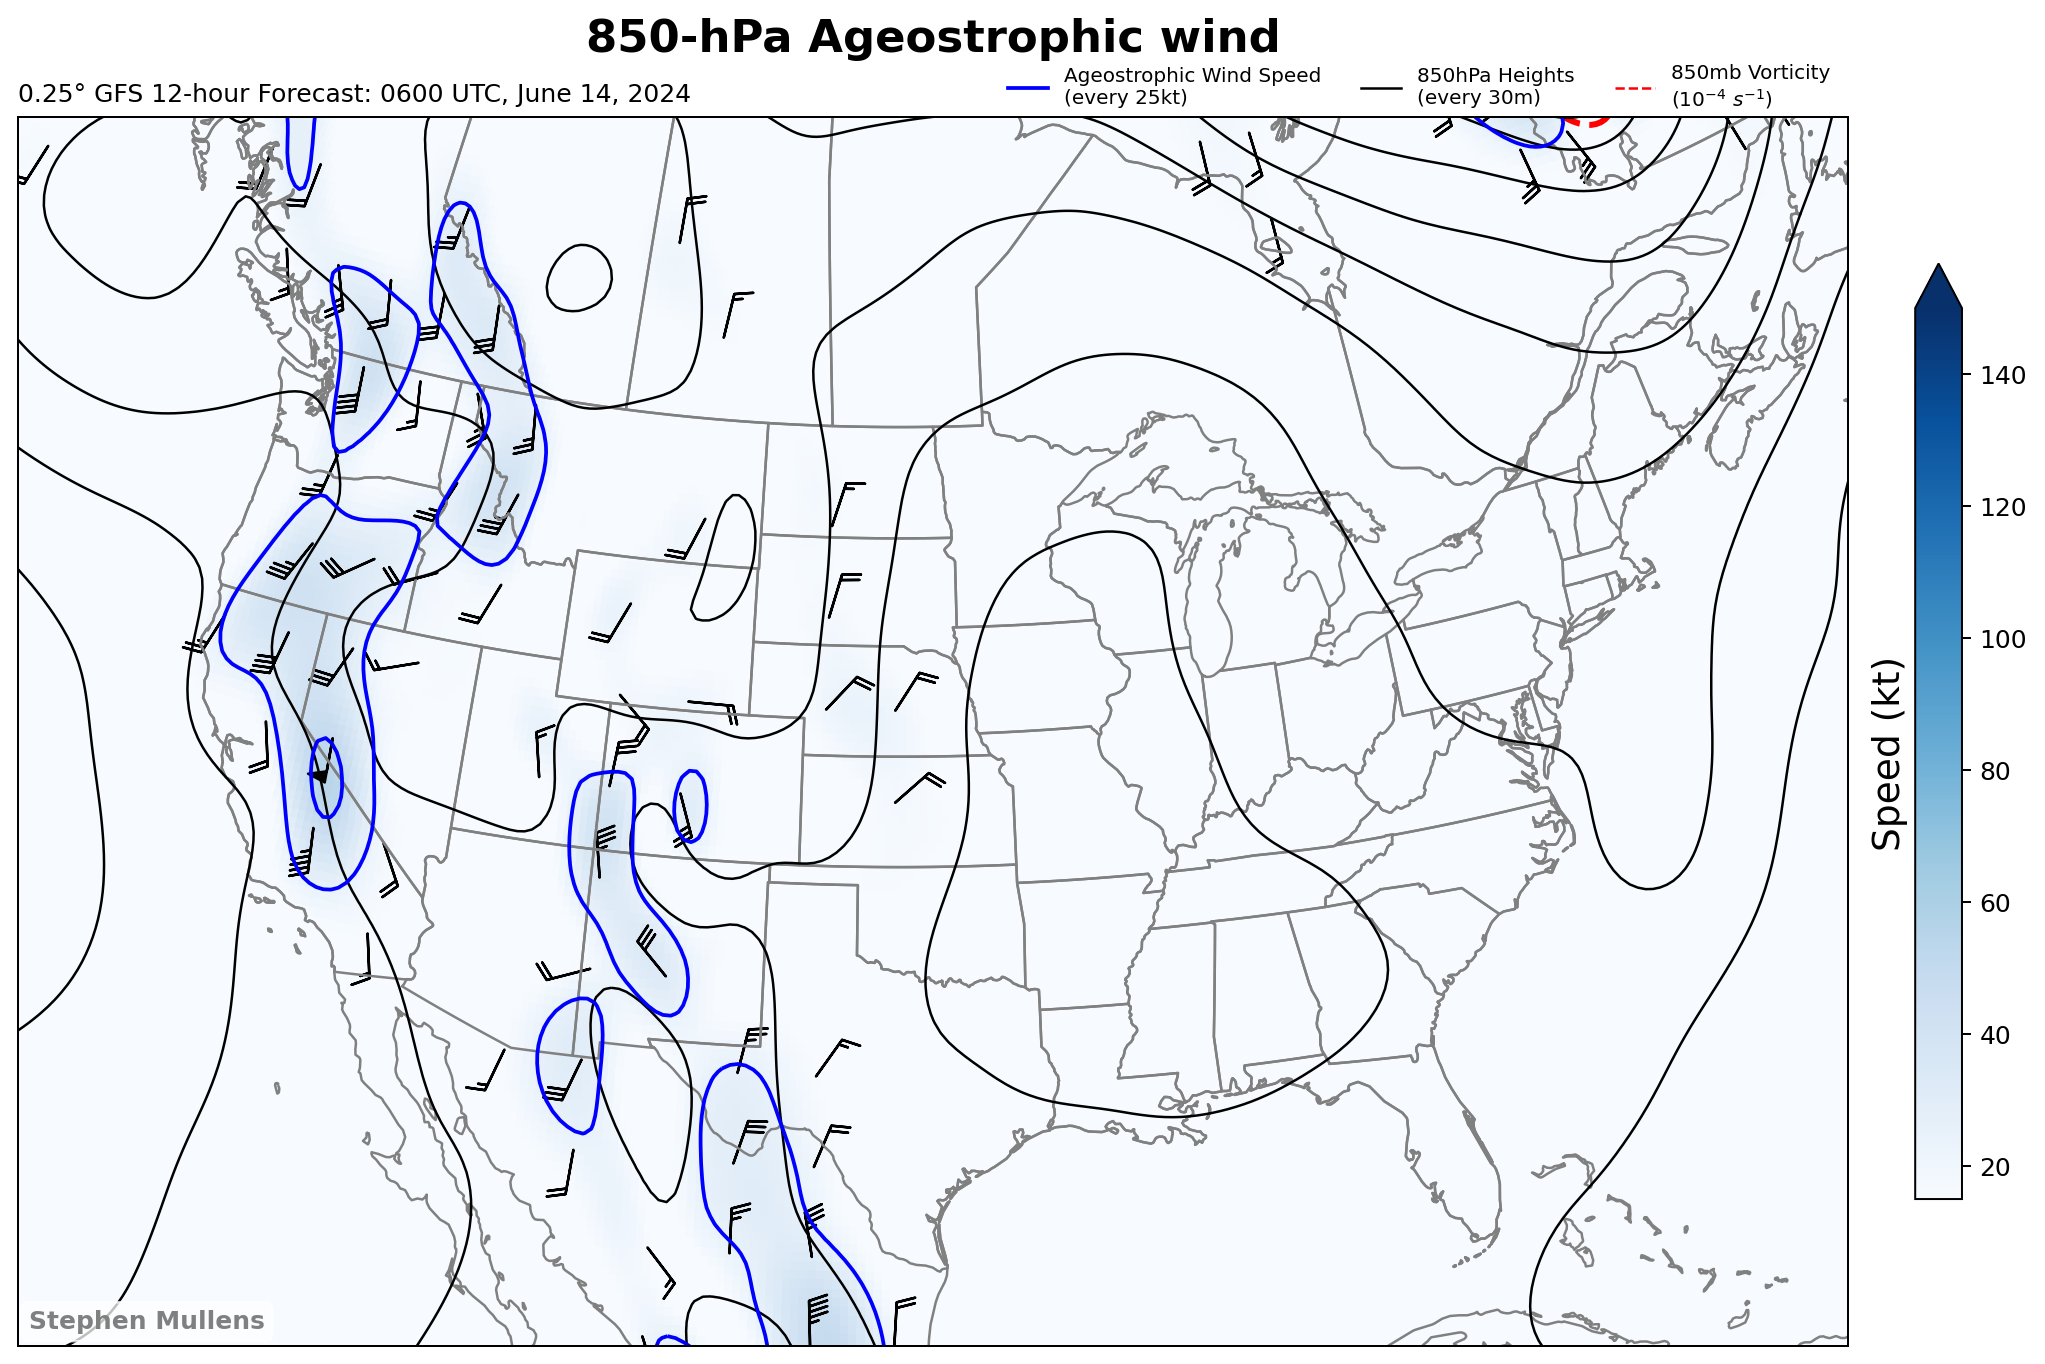 850-hPa Ageostrophic wind
0.25° GFS 12-hour Forecast: 0600 UTC, June 14, 2024
Ageostrophic Wind Speed
(every 25kt)
850hPa Heights
(every 30m)
850mb Vorticity
(10⁻⁴ s⁻¹)
140
120
100
80
60
40
20
Speed (kt)
Stephen Mullens